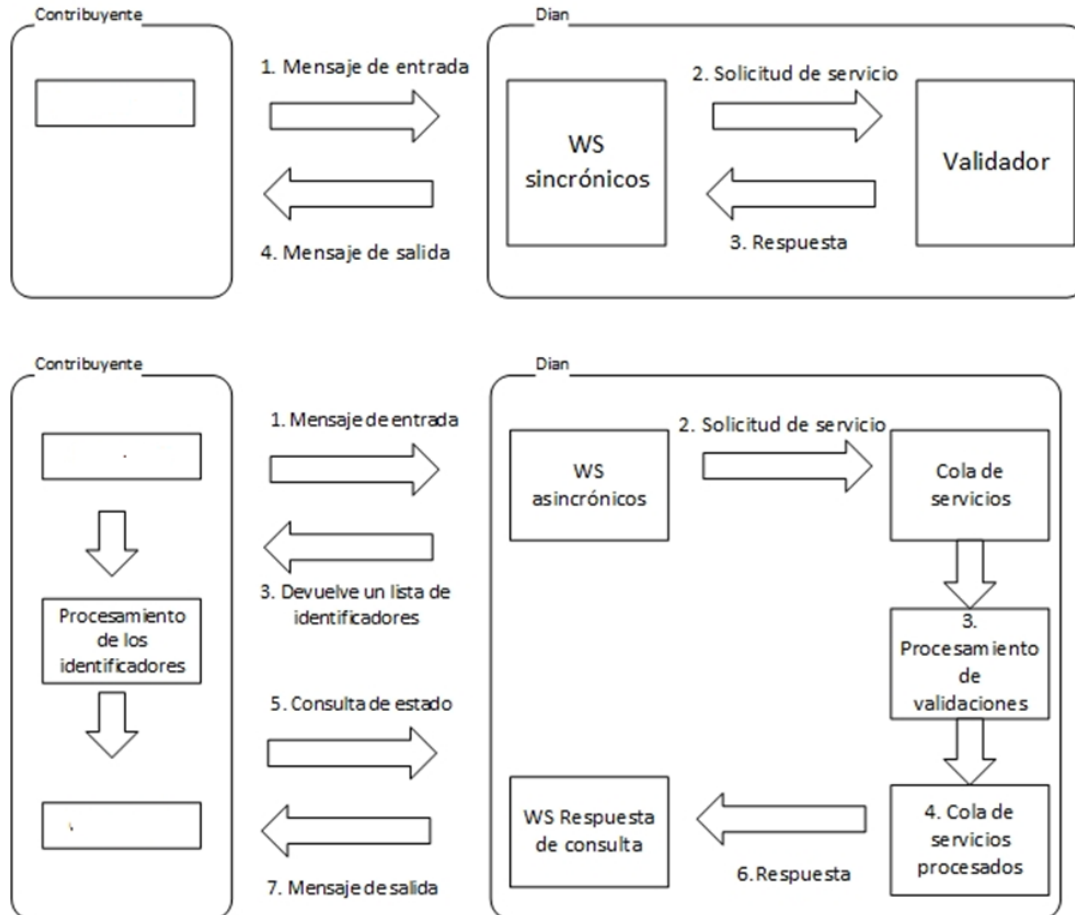 Contribuyente
Dian
1. Mensaje de entrada
2. Solicitud de servicio
WS
sincrónicos
Validador
4. Mensaje de salida
3. Respuesta
Contribuyente
Dian
1. Mensaje de entrada
2. Solicitud de servicio
WS
asincrónicos
Cola de
servicios
3. Devuelve un lista de
identificadores
Procesamiento
de los
identificadores
3.
Procesamiento
de
validaciones
5. Consulta de estado
WS Respuesta
de consulta
4. Cola de
servicios
procesados
7. Mensaje de salida
6.Respuesta